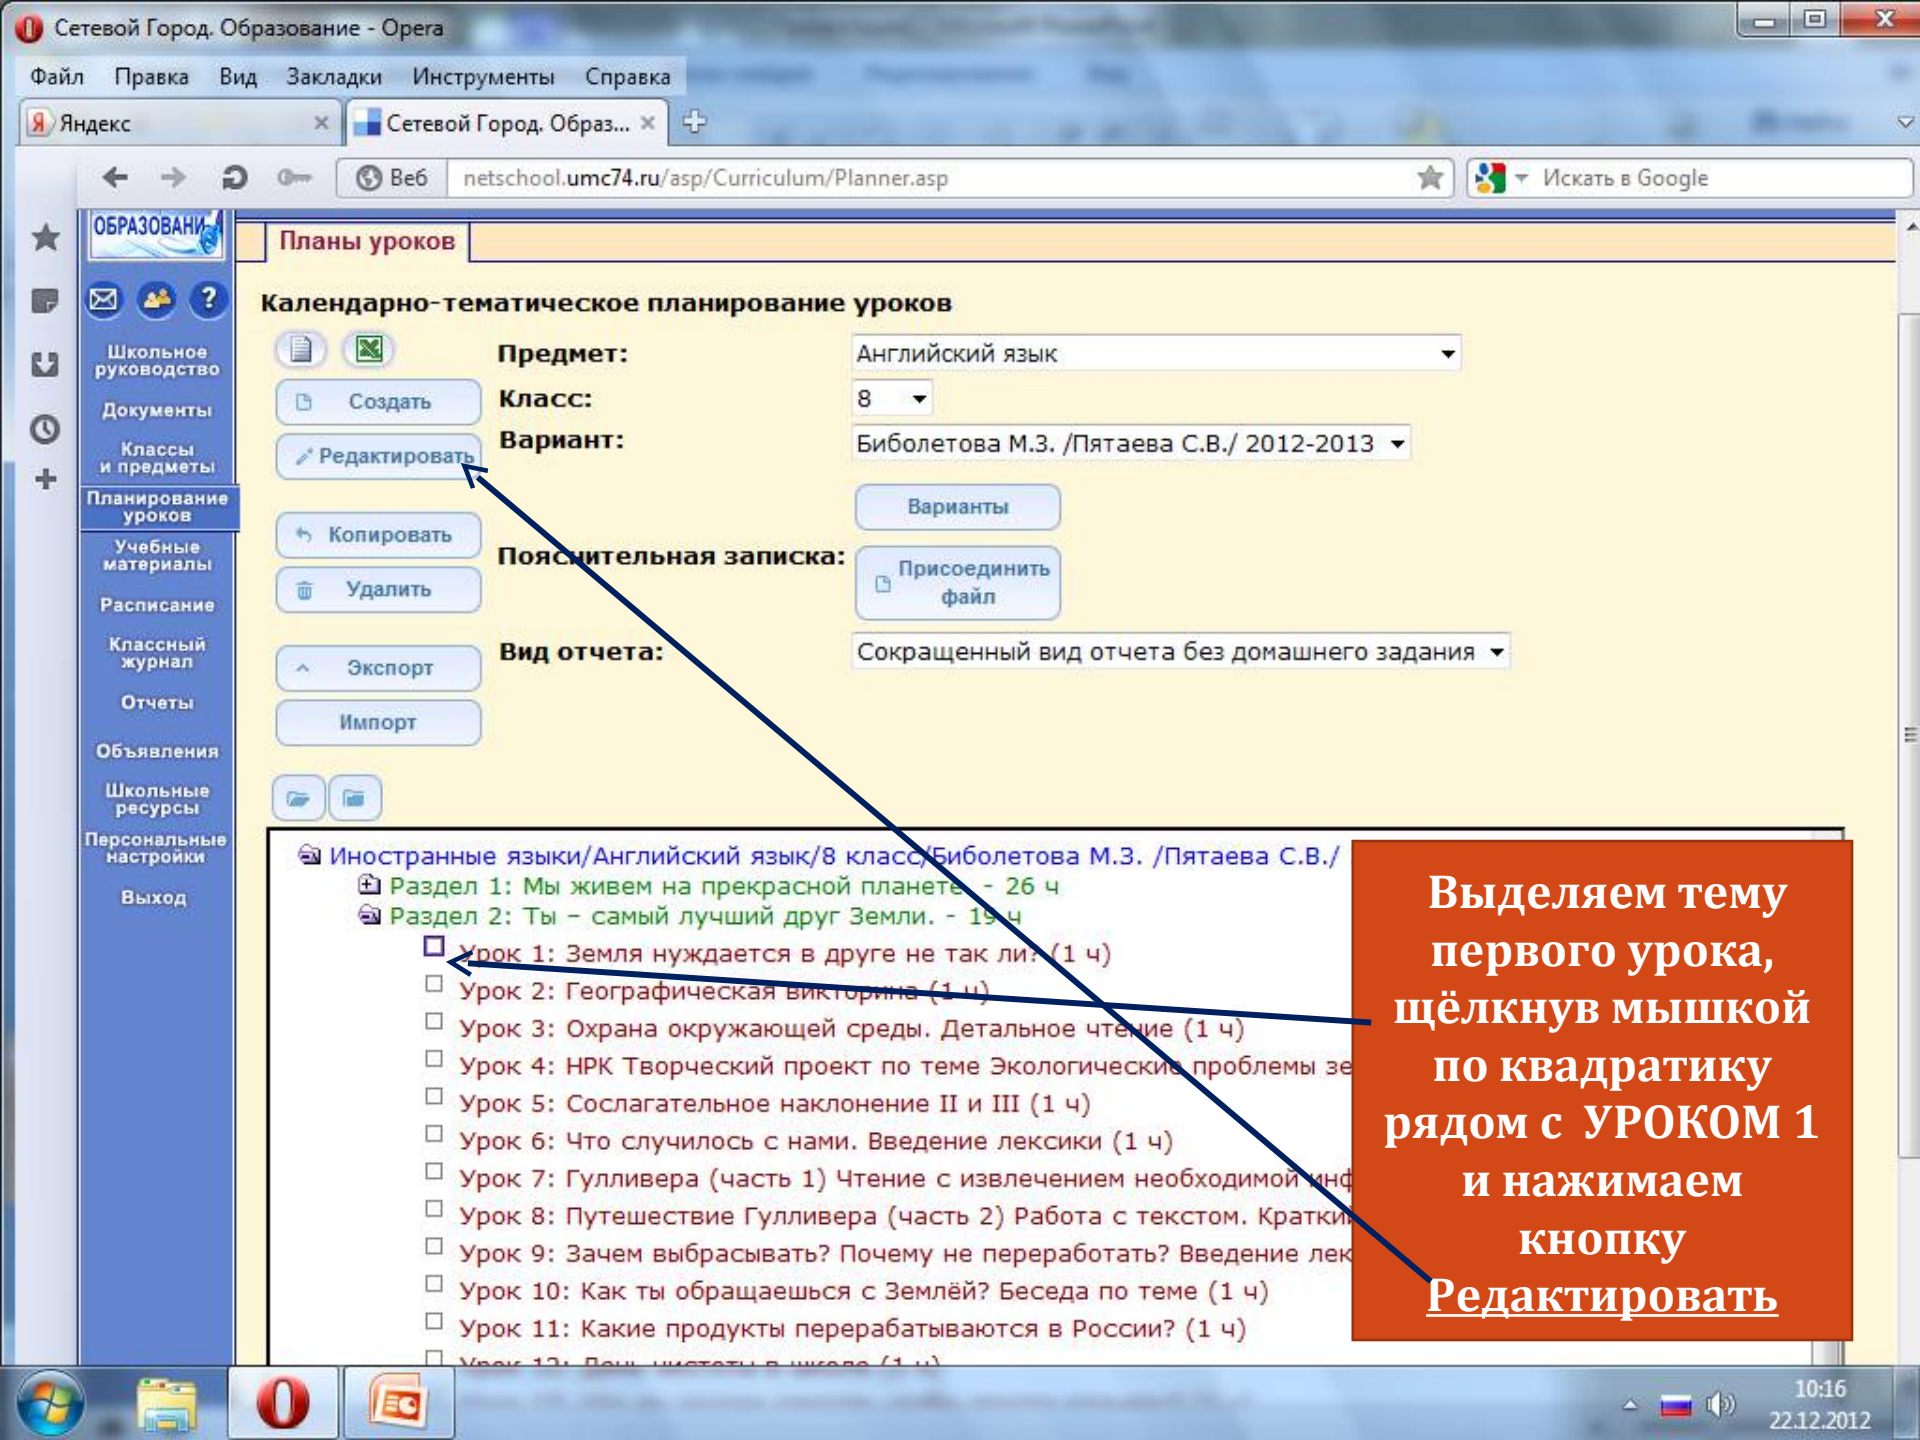 Сетевой Город. Образование - Opera
Файл Правка Вид Закладки Инструменты Справка
Яндекс
Сетевой Город. Образ...
Веб
netschool.umc74.ru/asp/Curriculum/Planner.asp
Искать в Google
ОБРАЗОВАНИ
Школьное
руководство
Документы
Классы
и предметы
Планирование
уроков
Учебные
материалы
Расписание
Классный
журнал
Отчеты
Объявления
Школьные
ресурсы
Персональные
настройки
Выход
Планы уроков
Календарно-тематическое планирование уроков
Создать
Редактировать
Копировать
Удалить
Экспорт
Импорт
Предмет: Английский язык
Класс: 8
Вариант: Биболетова М.З. /Пятаева С.В./ 2012-2013
Варианты
Пояснительная записка:
Присоединить
файл
Вид отчета: Сокращенный вид отчета без домашнего задания
Иностранные языки/Английский язык/8 класс/Биболетова М.З. /Пятаева С.В./
Раздел 1: Мы живем на прекрасной планете. - 26 ч
Раздел 2: Ты – самый лучший друг Земли. - 19 ч
Урок 1: Земля нуждается в друге не так ли? (1 ч)
Урок 2: Географическая викторина (1 ч)
Урок 3: Охрана окружающей среды. Детальное чтение (1 ч)
Урок 4: НРК Творческий проект по теме Экологические проблемы зе
Урок 5: Сослагательное наклонение II и III (1 ч)
Урок 6: Что случилось с нами. Введение лексики (1 ч)
Урок 7: Гулливера (часть 1) Чтение с извлечением необходимой инф
Урок 8: Путешествие Гулливера (часть 2) Работа с текстом. Краткий
Урок 9: Зачем выбрасывать? Почему не переработать? Введение лек
Урок 10: Как ты обращаешься с Землёй? Беседа по теме (1 ч)
Урок 11: Какие продукты перерабатываются в России? (1 ч)
Урок 12: День чистоты в школе (1 ч)
Выделяем тему
первого урока,
щёлкнув мышкой
по квадратику
рядом с УРОКОМ 1
и нажимаем
кнопку
Редактировать
10:16
22.12.2012